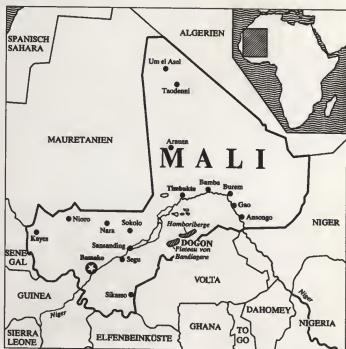 SPANISCH
SAHARA
ALGERIEN
Um el Asel
Taodenni
MAURETANIEN
Arauan
MALI
Timbuktu
Bamba
Burem
Gao
Ansongo
Homboriberge
DOGON
Plateau von
Bandiagara
Nioro
Nara
Sokolo
Kayes
Sansanding
Segu
Bamako
Sikasso
NIGER
SENE
GAL
GUINEA
Niger
SIERRA
LEONE
ELFENBEINKÜSTE
VOLTA
GHANA
TO
GO
DAHOMEY
Niger
NIGERIA